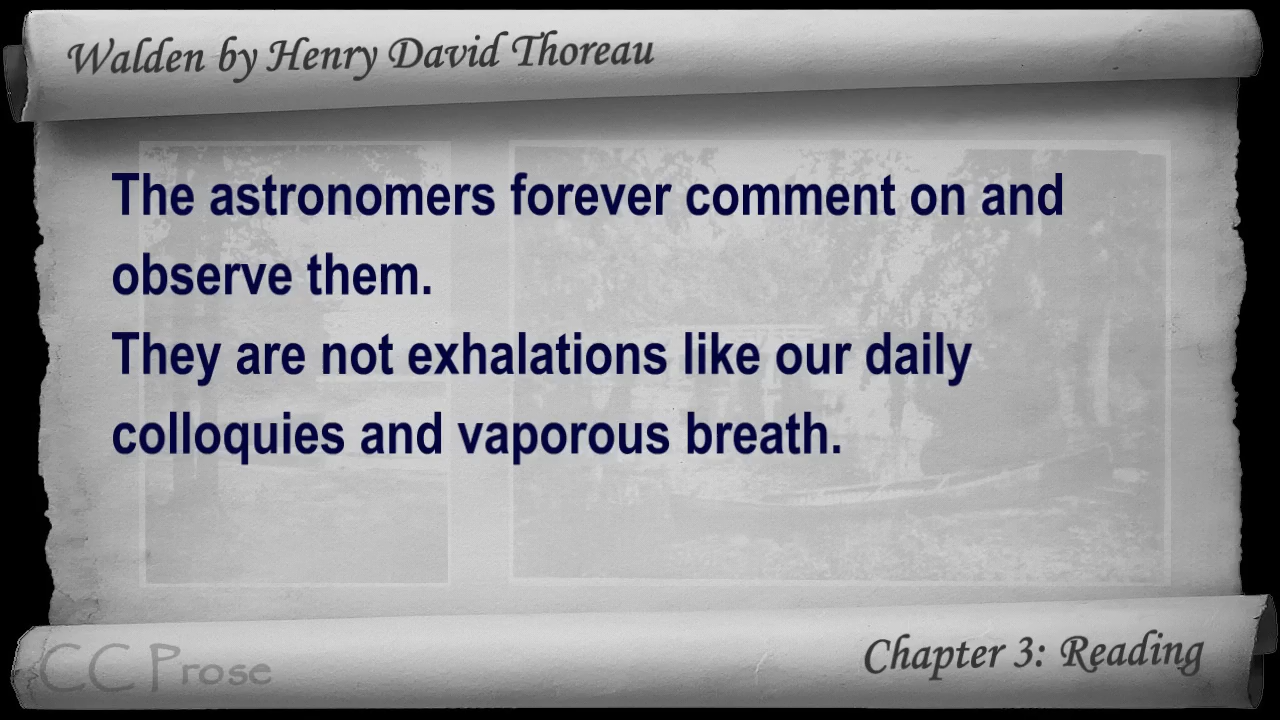 Walden by Henry David Thoreau
The astronomers forever comment on and
observe them.
They are not exhalations like our daily
colloquies and vaporous breath.
CC Prose
Chapter 3: Reading